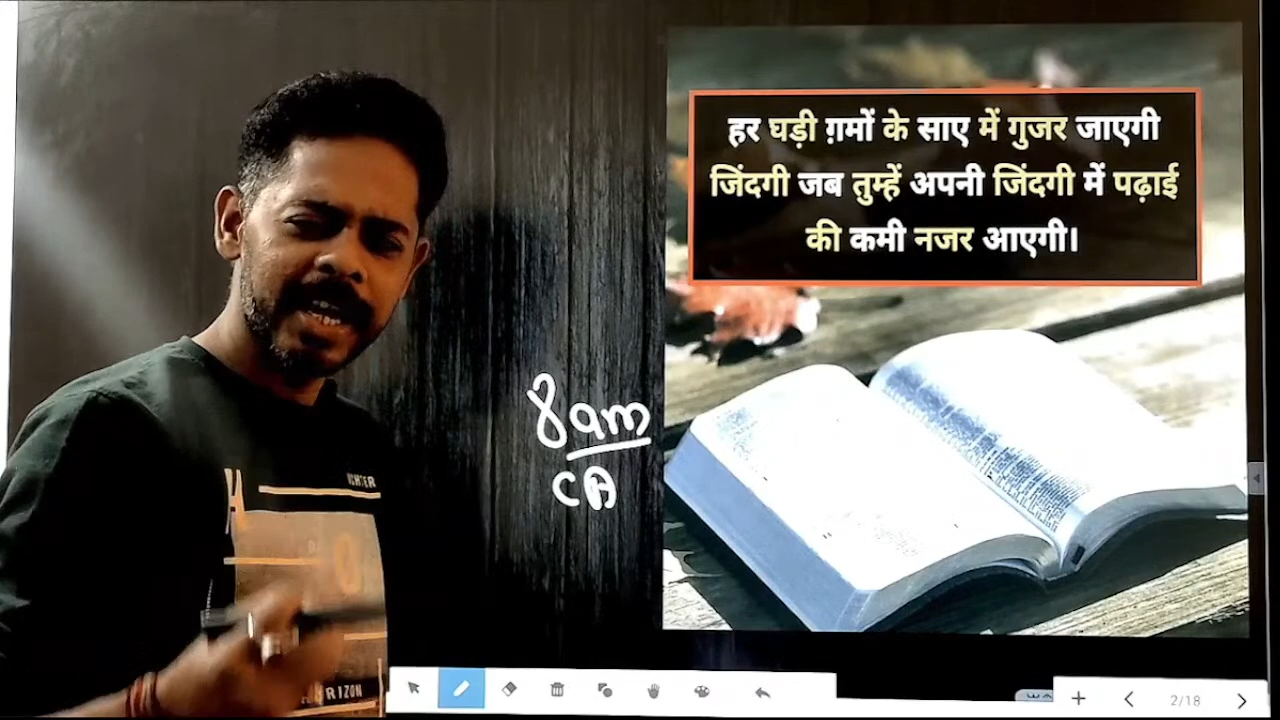 हर घड़ी ग़मों के साए में गुजर जाएगी
जिंदगी जब तुम्हें अपनी जिंदगी में पढ़ाई
की कमी नजर आएगी।
8am
CA
2/18